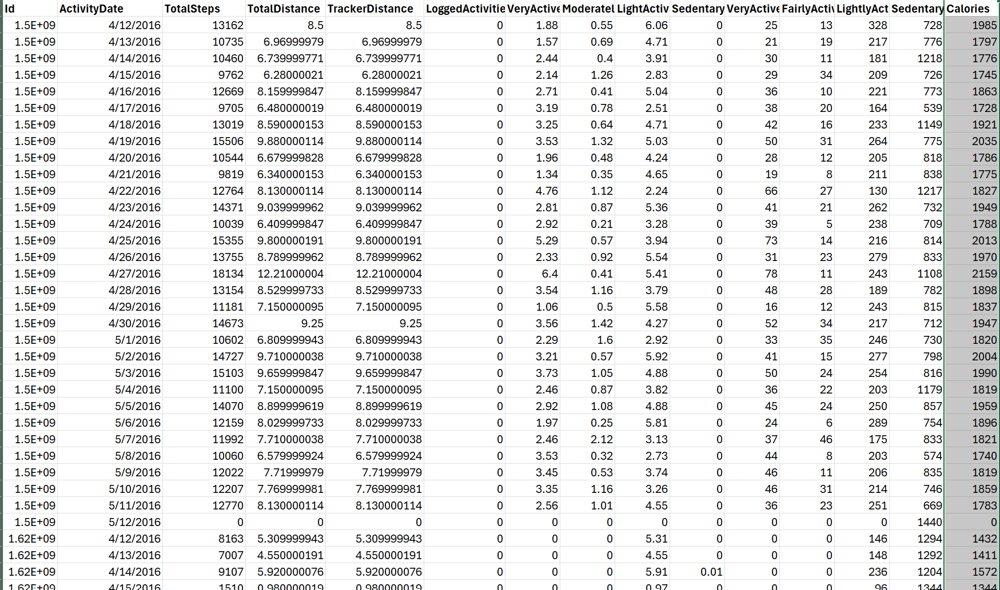 Id ActivityDate TotalSteps TotalDistance TrackerDistance LoggedActivitie VeryActive Moderatel LightActiv Sedentary VeryActive FairlyActiv LightlyAct Sedentary Calories
1.5E+09 4/12/2016 13162 8.5 8.5 0 1.88 0.55 6.06 0 25 13 328 728 1985
1.5E+09 4/13/2016 10735 6.96999979 6.96999979 0 1.57 0.69 4.71 0 21 19 217 776 1797
1.5E+09 4/14/2016 10460 6.739999771 6.739999771 0 2.44 0.4 3.91 0 30 11 181 1218 1776
1.5E+09 4/15/2016 9762 6.28000021 6.28000021 0 2.14 1.26 2.83 0 29 34 209 726 1745
1.5E+09 4/16/2016 12669 8.159999847 8.159999847 0 2.71 0.41 5.04 0 36 10 221 773 1863
1.5E+09 4/17/2016 9705 6.480000019 6.480000019 0 3.19 0.78 2.51 0 38 20 164 539 1728
1.5E+09 4/18/2016 13019 8.590000153 8.590000153 0 3.25 0.64 4.71 0 42 16 233 1149 1921
1.5E+09 4/19/2016 15506 9.880000114 9.880000114 0 3.53 1.32 5.03 0 50 31 264 775 2035
1.5E+09 4/20/2016 10544 6.679999828 6.679999828 0 1.96 0.48 4.24 0 28 12 205 818 1786
1.5E+09 4/21/2016 9819 6.340000153 6.340000153 0 1.34 0.35 4.65 0 19 8 211 838 1775
1.5E+09 4/22/2016 12764 8.130000114 8.130000114 0 4.76 1.12 2.24 0 66 27 130 1217 1827
1.5E+09 4/23/2016 14371 9.039999962 9.039999962 0 2.81 0.87 5.36 0 41 21 262 732 1949
1.5E+09 4/24/2016 10039 6.409999847 6.409999847 0 2.92 0.21 3.28 0 39 5 238 709 1788
1.5E+09 4/25/2016 15355 9.800000191 9.800000191 0 5.29 0.57 3.94 0 73 14 216 814 2013
1.5E+09 4/26/2016 13755 8.789999962 8.789999962 0 2.33 0.92 5.54 0 31 23 279 833 1970
1.5E+09 4/27/2016 18134 12.21000004 12.21000004 0 6.4 0.41 5.41 0 78 11 243 1108 2159
1.5E+09 4/28/2016 13154 8.529999733 8.529999733 0 3.54 1.16 3.79 0 48 28 189 782 1898
1.5E+09 4/29/2016 11181 7.150000095 7.150000095 0 1.06 0.5 5.58 0 16 12 243 815 1837
1.5E+09 4/30/2016 14673 9.25 9.25 0 3.56 1.42 4.27 0 52 34 217 712 1947
1.5E+09 5/1/2016 10602 6.809999943 6.809999943 0 2.29 1.6 2.92 0 33 35 246 730 1820
1.5E+09 5/2/2016 14727 9.710000038 9.710000038 0 3.21 0.57 5.92 0 41 15 277 798 2004
1.5E+09 5/3/2016 15103 9.659999847 9.659999847 0 3.73 1.05 4.88 0 50 24 254 816 1990
1.5E+09 5/4/2016 11100 7.150000095 7.150000095 0 2.46 0.87 3.82 0 36 22 203 1179 1819
1.5E+09 5/5/2016 14070 8.899999619 8.899999619 0 2.92 1.08 4.88 0 45 24 250 857 1959
1.5E+09 5/6/2016 12159 8.029999733 8.029999733 0 1.97 0.25 5.81 0 24 6 289 754 1896
1.5E+09 5/7/2016 11992 7.710000038 7.710000038 0 2.46 2.12 3.13 0 37 46 175 833 1821
1.5E+09 5/8/2016 10060 6.579999924 6.579999924 0 3.53 0.32 2.73 0 44 8 203 574 1740
1.5E+09 5/9/2016 12022 7.71999979 7.71999979 0 3.45 0.53 3.74 0 46 11 206 835 1819
1.5E+09 5/10/2016 12207 7.769999981 7.769999981 0 3.35 1.16 3.26 0 46 31 214 746 1859
1.5E+09 5/11/2016 12770 8.130000114 8.130000114 0 2.56 1.01 4.55 0 36 23 251 669 1783
1.5E+09 5/12/2016 0 0 0 0 0 0 0 0 0 0 0 1440 0
1.62E+09 4/12/2016 8163 5.309999943 5.309999943 0 0 0 5.31 0 0 0 146 1294 1432
1.62E+09 4/13/2016 7007 4.550000191 4.550000191 0 0 0 4.55 0 0 0 148 1292 1411
1.62E+09 4/14/2016 9107 5.920000076 5.920000076 0 0 0 5.91 0.01 0 0 236 1204 1572
1.62E+09 4/15/2016 1510 0.980000019 0.980000019 0 0 0 0.97 0 0 0 96 1344 1344